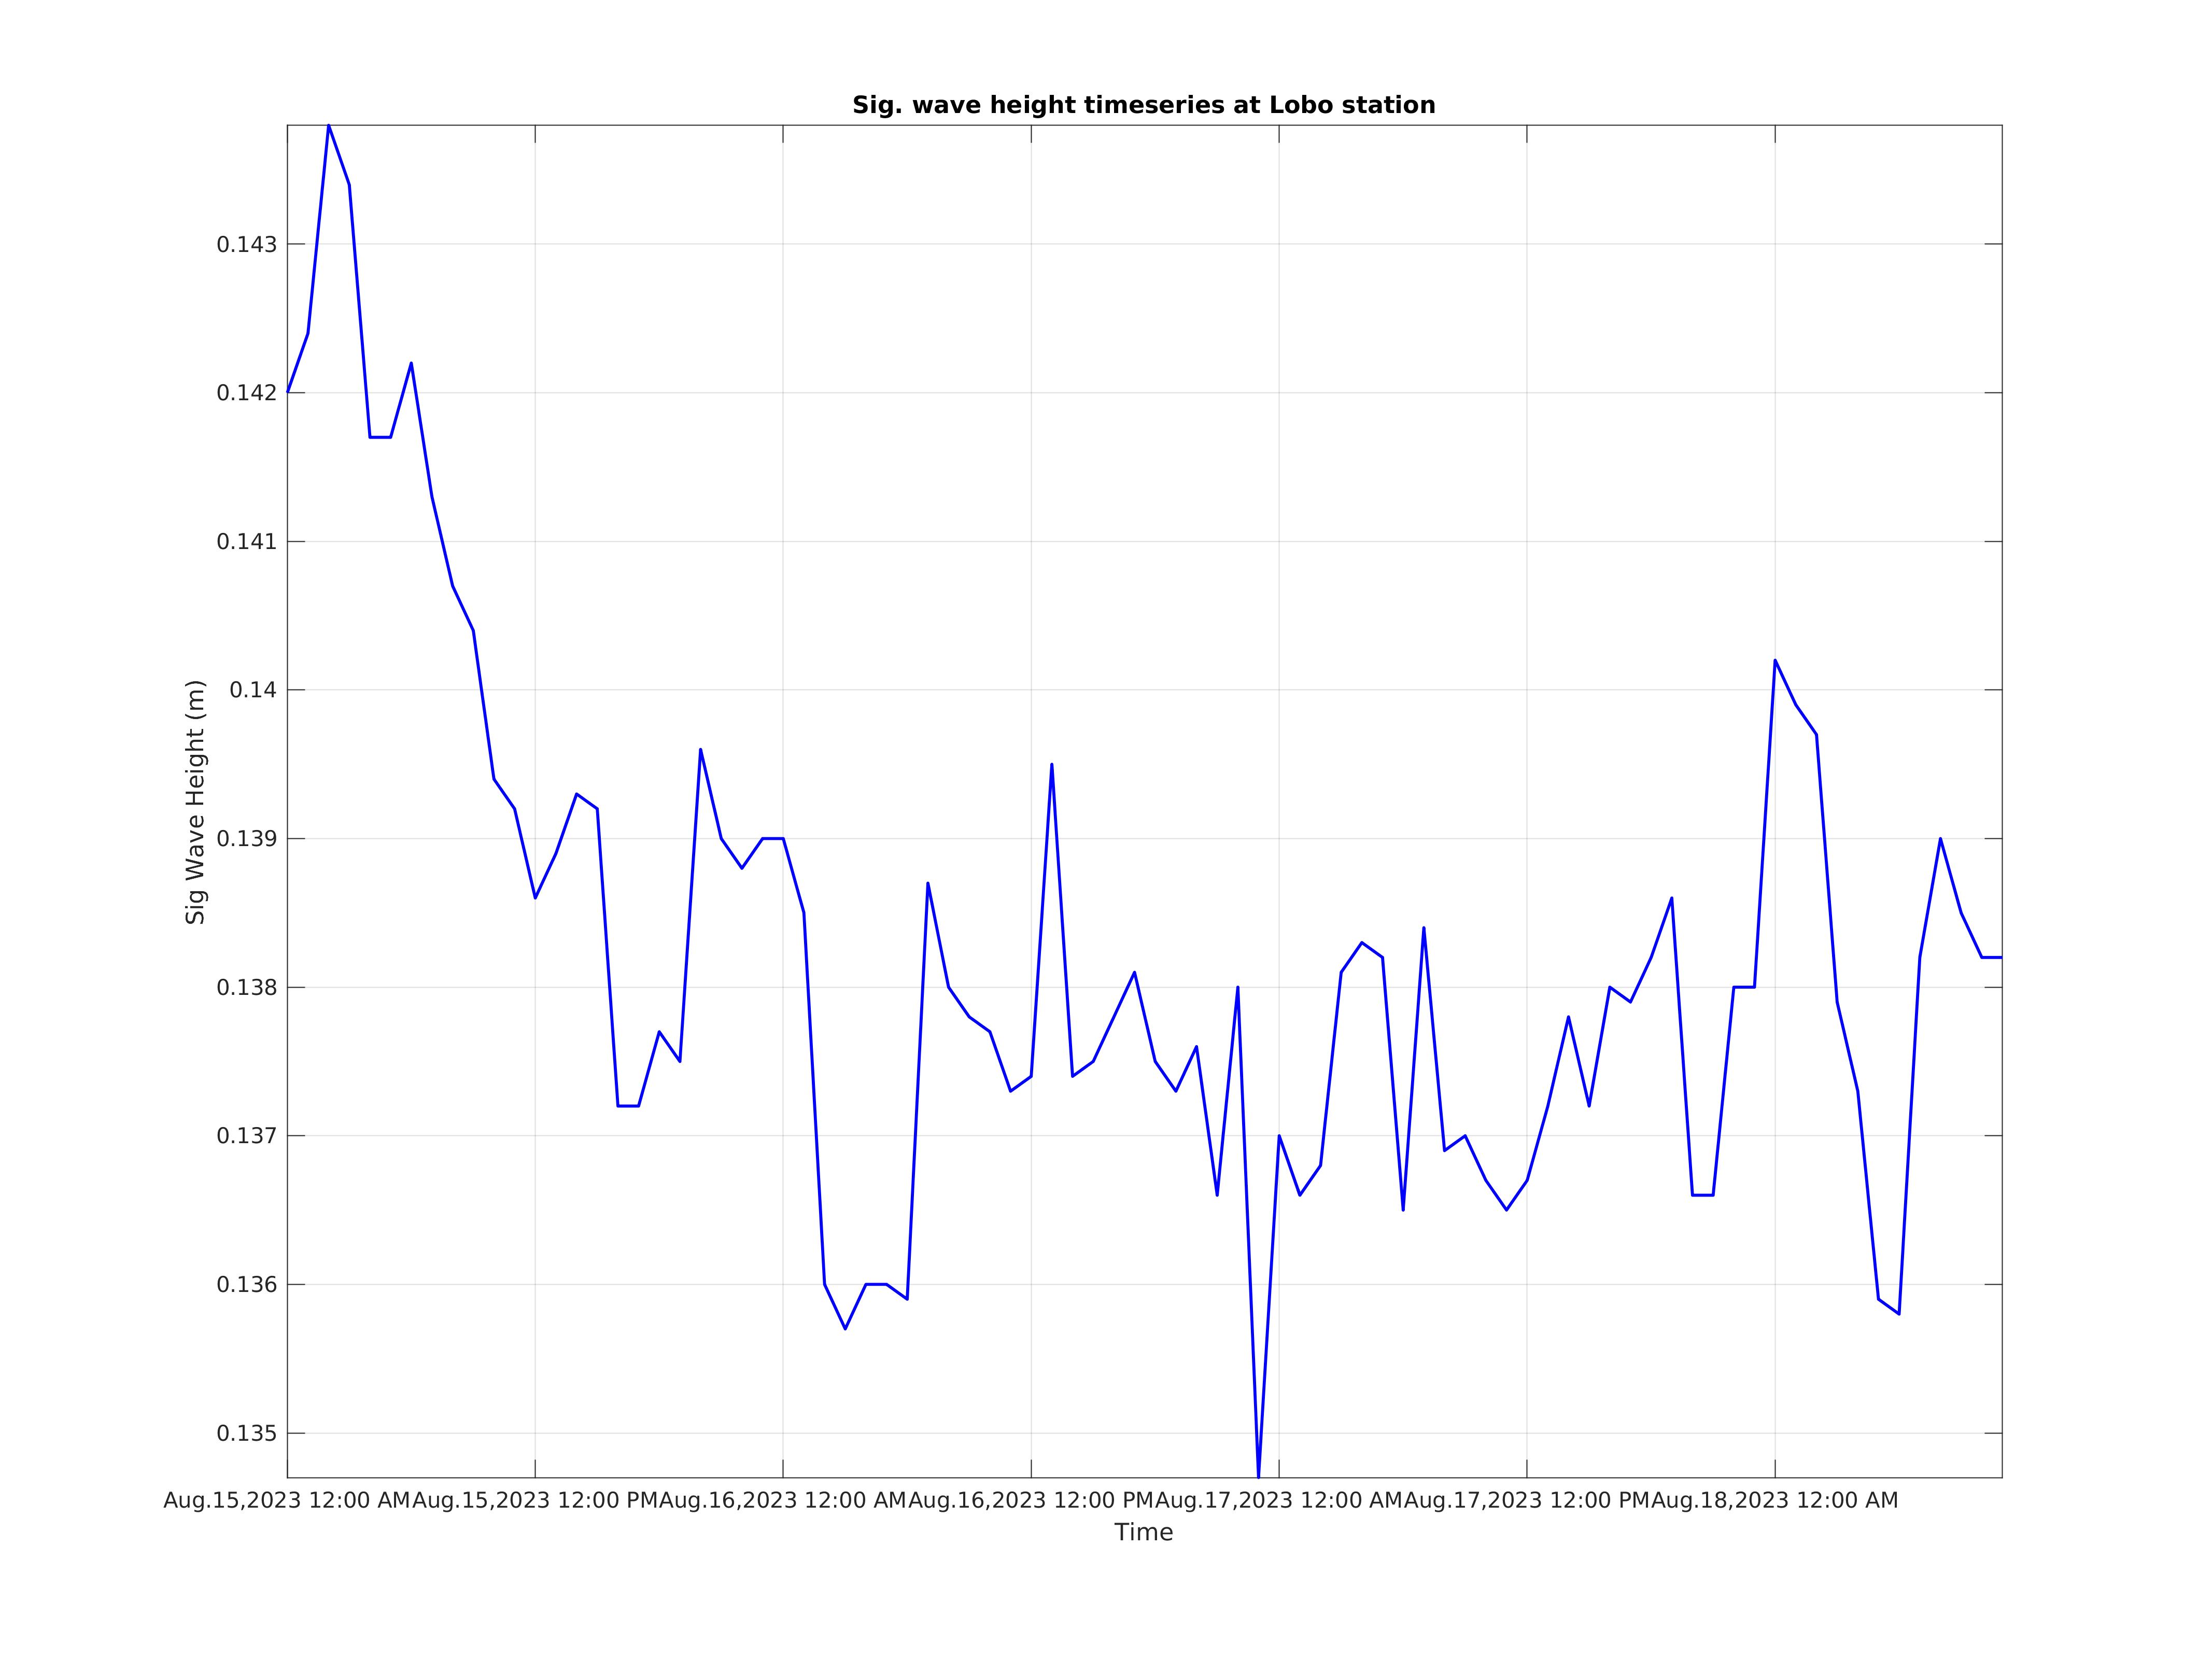 Sig. wave height timeseries at Lobo station
0.143
0.142
0.141
0.14
0.139
0.138
0.137
0.136
0.135
Sig Wave Height (m)
Aug.15,2023 12:00 AM Aug.15,2023 12:00 PM Aug.16,2023 12:00 AM Aug.16,2023 12:00 PM Aug.17,2023 12:00 AM Aug.17,2023 12:00 PM Aug.18,2023 12:00 AM
Time